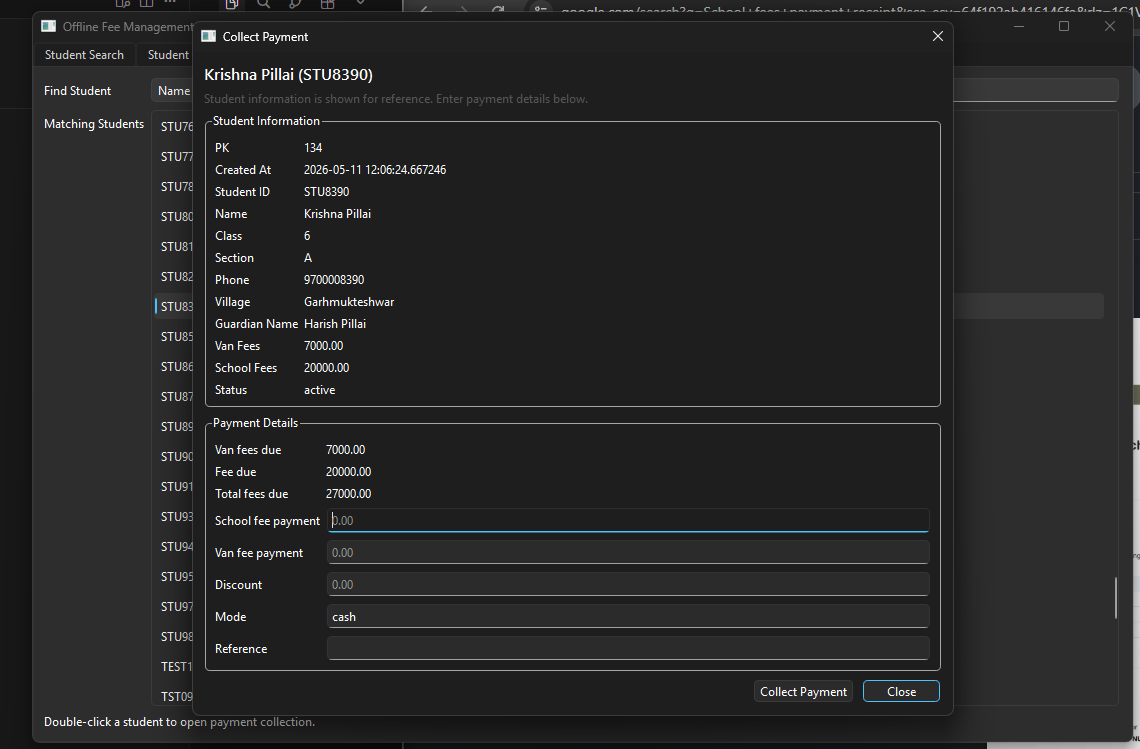 Offline Fee Management
Student Search
Student
Find Student
Name
Matching Students
STU76
STU77
STU78
STU80
STU81
STU82
STU83
STU85
STU86
STU87
STU89
STU90
STU91
STU93
STU94
STU95
STU97
STU98
TEST1
TST09
Double-click a student to open payment collection.
Collect Payment
Krishna Pillai (STU8390)
Student information is shown for reference. Enter payment details below.
Student Information
PK 134
Created At 2026-05-11 12:06:24.667246
Student ID STU8390
Name Krishna Pillai
Class 6
Section A
Phone 9700008390
Village Garhmukteshwar
Guardian Name Harish Pillai
Van Fees 7000.00
School Fees 20000.00
Status active
Payment Details
Van fees due 7000.00
Fee due 20000.00
Total fees due 27000.00
School fee payment 0.00
Van fee payment 0.00
Discount 0.00
Mode cash
Reference
Collect Payment
Close